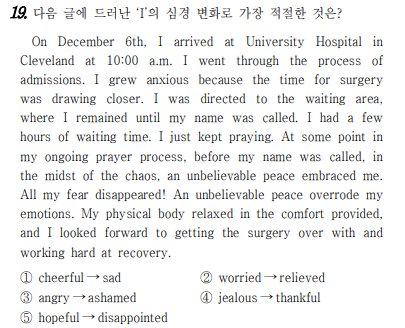 19. 다음 글에 드러난 'I'의 심경 변화로 가장 적절한 것은?
On December 6th, I arrived at University Hospital in
Cleveland at 10:00 a.m. I went through the process of
admissions. I grew anxious because the time for surgery
was drawing closer. I was directed to the waiting area,
where I remained until my name was called. I had a few
hours of waiting time. I just kept praying. At some point in
my ongoing prayer process, before my name was called, in
the midst of the chaos, an unbelievable peace embraced me.
All my fear disappeared! An unbelievable peace overrode my
emotions. My physical body relaxed in the comfort provided,
and I looked forward to getting the surgery over with and
working hard at recovery.
① cheerful → sad ② worried → relieved
③ angry → ashamed ④ jealous → thankful
⑤ hopeful → disappointed